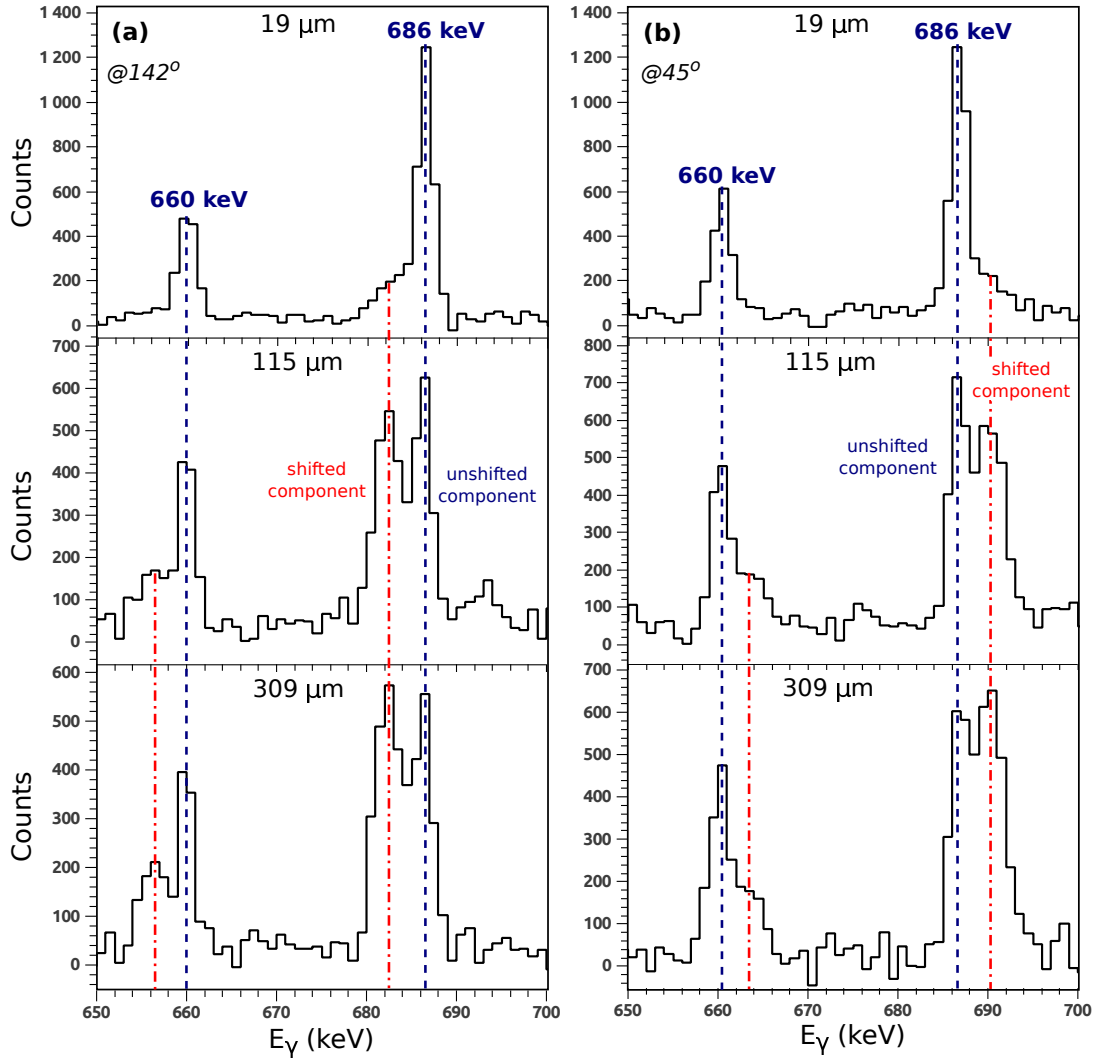 (a) 19 μm
@142°
686 keV
660 keV
1 400
1 200
1 000
800
600
400
200
0
Counts
115 μm
shifted
component
unshifted
component
700
600
500
400
300
200
100
0
Counts
309 μm
600
500
400
300
200
100
0
Counts
650 660 670 680 690 700
Eγ (keV)
(b) 19 μm
@45°
686 keV
660 keV
1 400
1 200
1 000
800
600
400
200
0
115 μm
shifted
component
unshifted
component
800
700
600
500
400
300
200
100
0
309 μm
700
600
500
400
300
200
100
0
650 660 670 680 690 700
Eγ (keV)